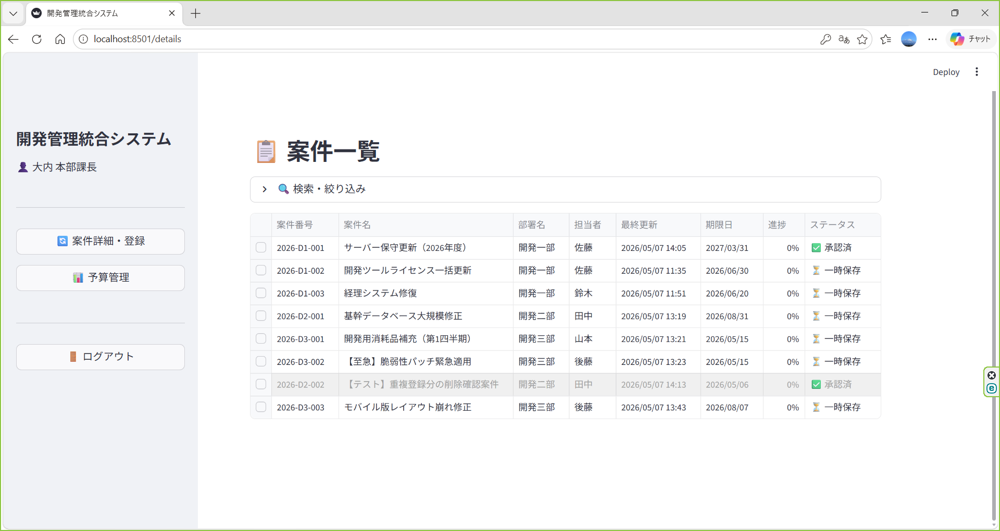 開発管理統合システム
localhost:8501/details
チャット
Deploy
開発管理統合システム
大内 本部課長
案件詳細・登録
予算管理
ログアウト
案件一覧
検索・絞り込み
案件番号 案件名 部署名 担当者 最終更新 期限日 進捗 ステータス
2026-D1-001 サーバー保守更新（2026年度） 開発一部 佐藤 2026/05/07 14:05 2027/03/31 0% ✅ 承認済
2026-D1-002 開発ツールライセンス一括更新 開発一部 佐藤 2026/05/07 11:35 2026/06/30 0% ⏳ 一時保存
2026-D1-003 経理システム修復 開発一部 鈴木 2026/05/07 11:51 2026/06/20 0% ⏳ 一時保存
2026-D2-001 基幹データベース大規模修正 開発二部 田中 2026/05/07 13:19 2026/08/31 0% ⏳ 一時保存
2026-D3-001 開発用消耗品補充（第1四半期） 開発三部 山本 2026/05/07 13:21 2026/05/15 0% ⏳ 一時保存
2026-D3-002 【至急】脆弱性パッチ緊急適用 開発三部 後藤 2026/05/07 13:23 2026/05/15 0% ⏳ 一時保存
2026-D2-002 【テスト】重複登録分の削除確認案件 開発二部 田中 2026/05/07 14:13 2026/05/06 0% ✅ 承認済
2026-D3-003 モバイル版レイアウト崩れ修正 開発三部 後藤 2026/05/07 13:43 2026/08/07 0% ⏳ 一時保存